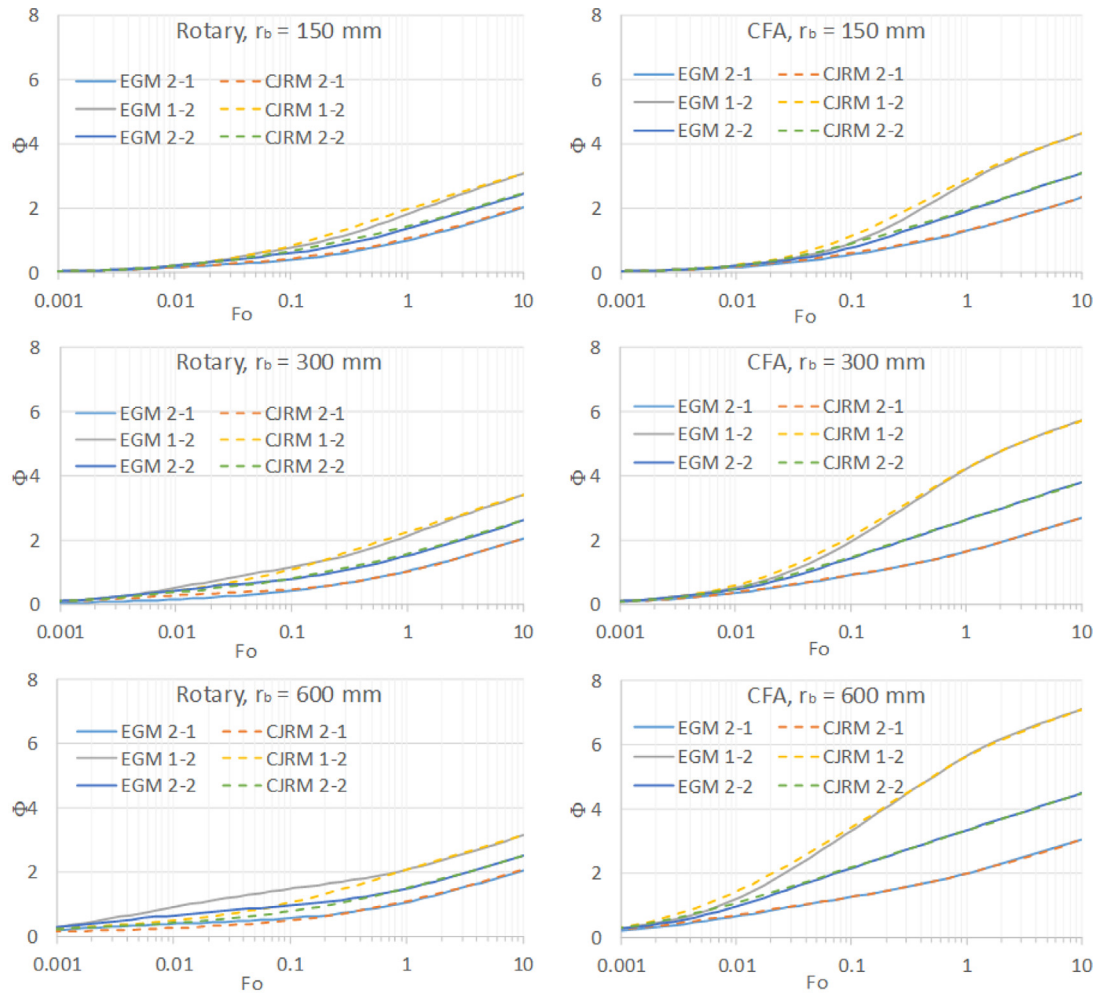 Rotary, rb = 150 mm
8
6
4
2
0
Φ
EGM 2-1 CJRM 2-1
EGM 1-2 CJRM 1-2
EGM 2-2 CJRM 2-2
0.001 0.01 0.1 1 10
Fo
CFA, rb = 150 mm
8
6
4
2
0
Φ
EGM 2-1 CJRM 2-1
EGM 1-2 CJRM 1-2
EGM 2-2 CJRM 2-2
0.001 0.01 0.1 1 10
Fo
Rotary, rb = 300 mm
8
6
4
2
0
Φ
EGM 2-1 CJRM 2-1
EGM 1-2 CJRM 1-2
EGM 2-2 CJRM 2-2
0.001 0.01 0.1 1 10
Fo
CFA, rb = 300 mm
8
6
4
2
0
Φ
EGM 2-1 CJRM 2-1
EGM 1-2 CJRM 1-2
EGM 2-2 CJRM 2-2
0.001 0.01 0.1 1 10
Fo
Rotary, rb = 600 mm
8
6
4
2
0
Φ
EGM 2-1 CJRM 2-1
EGM 1-2 CJRM 1-2
EGM 2-2 CJRM 2-2
0.001 0.01 0.1 1 10
Fo
CFA, rb = 600 mm
8
6
4
2
0
Φ
EGM 2-1 CJRM 2-1
EGM 1-2 CJRM 1-2
EGM 2-2 CJRM 2-2
0.001 0.01 0.1 1 10
Fo